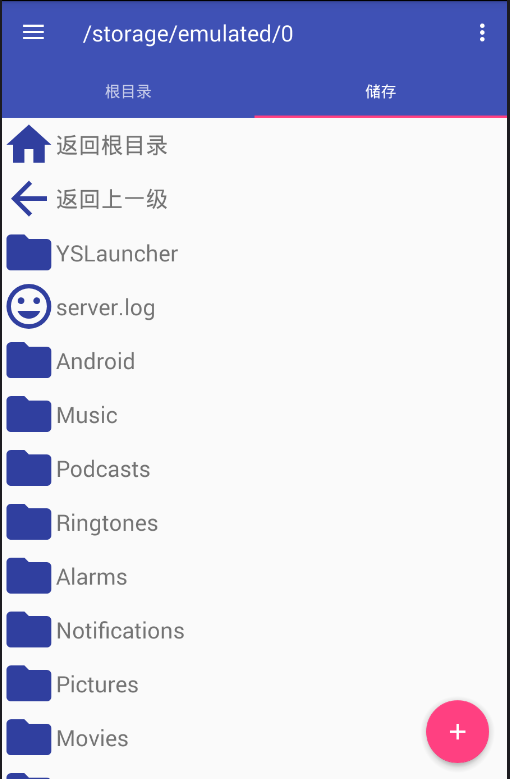 /storage/emulated/0
根目录 储存
返回根目录
返回上一级
YSLauncher
server.log
Android
Music
Podcasts
Ringtones
Alarms
Notifications
Pictures
Movies